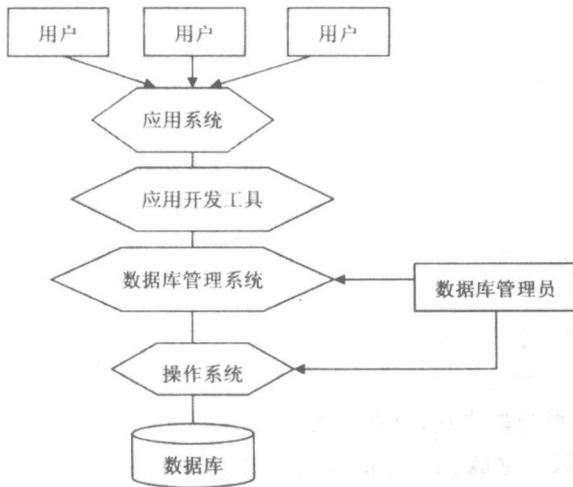 用户
用户
用户
应用系统
应用开发工具
数据库管理系统
数据库管理员
操作系统
数据库